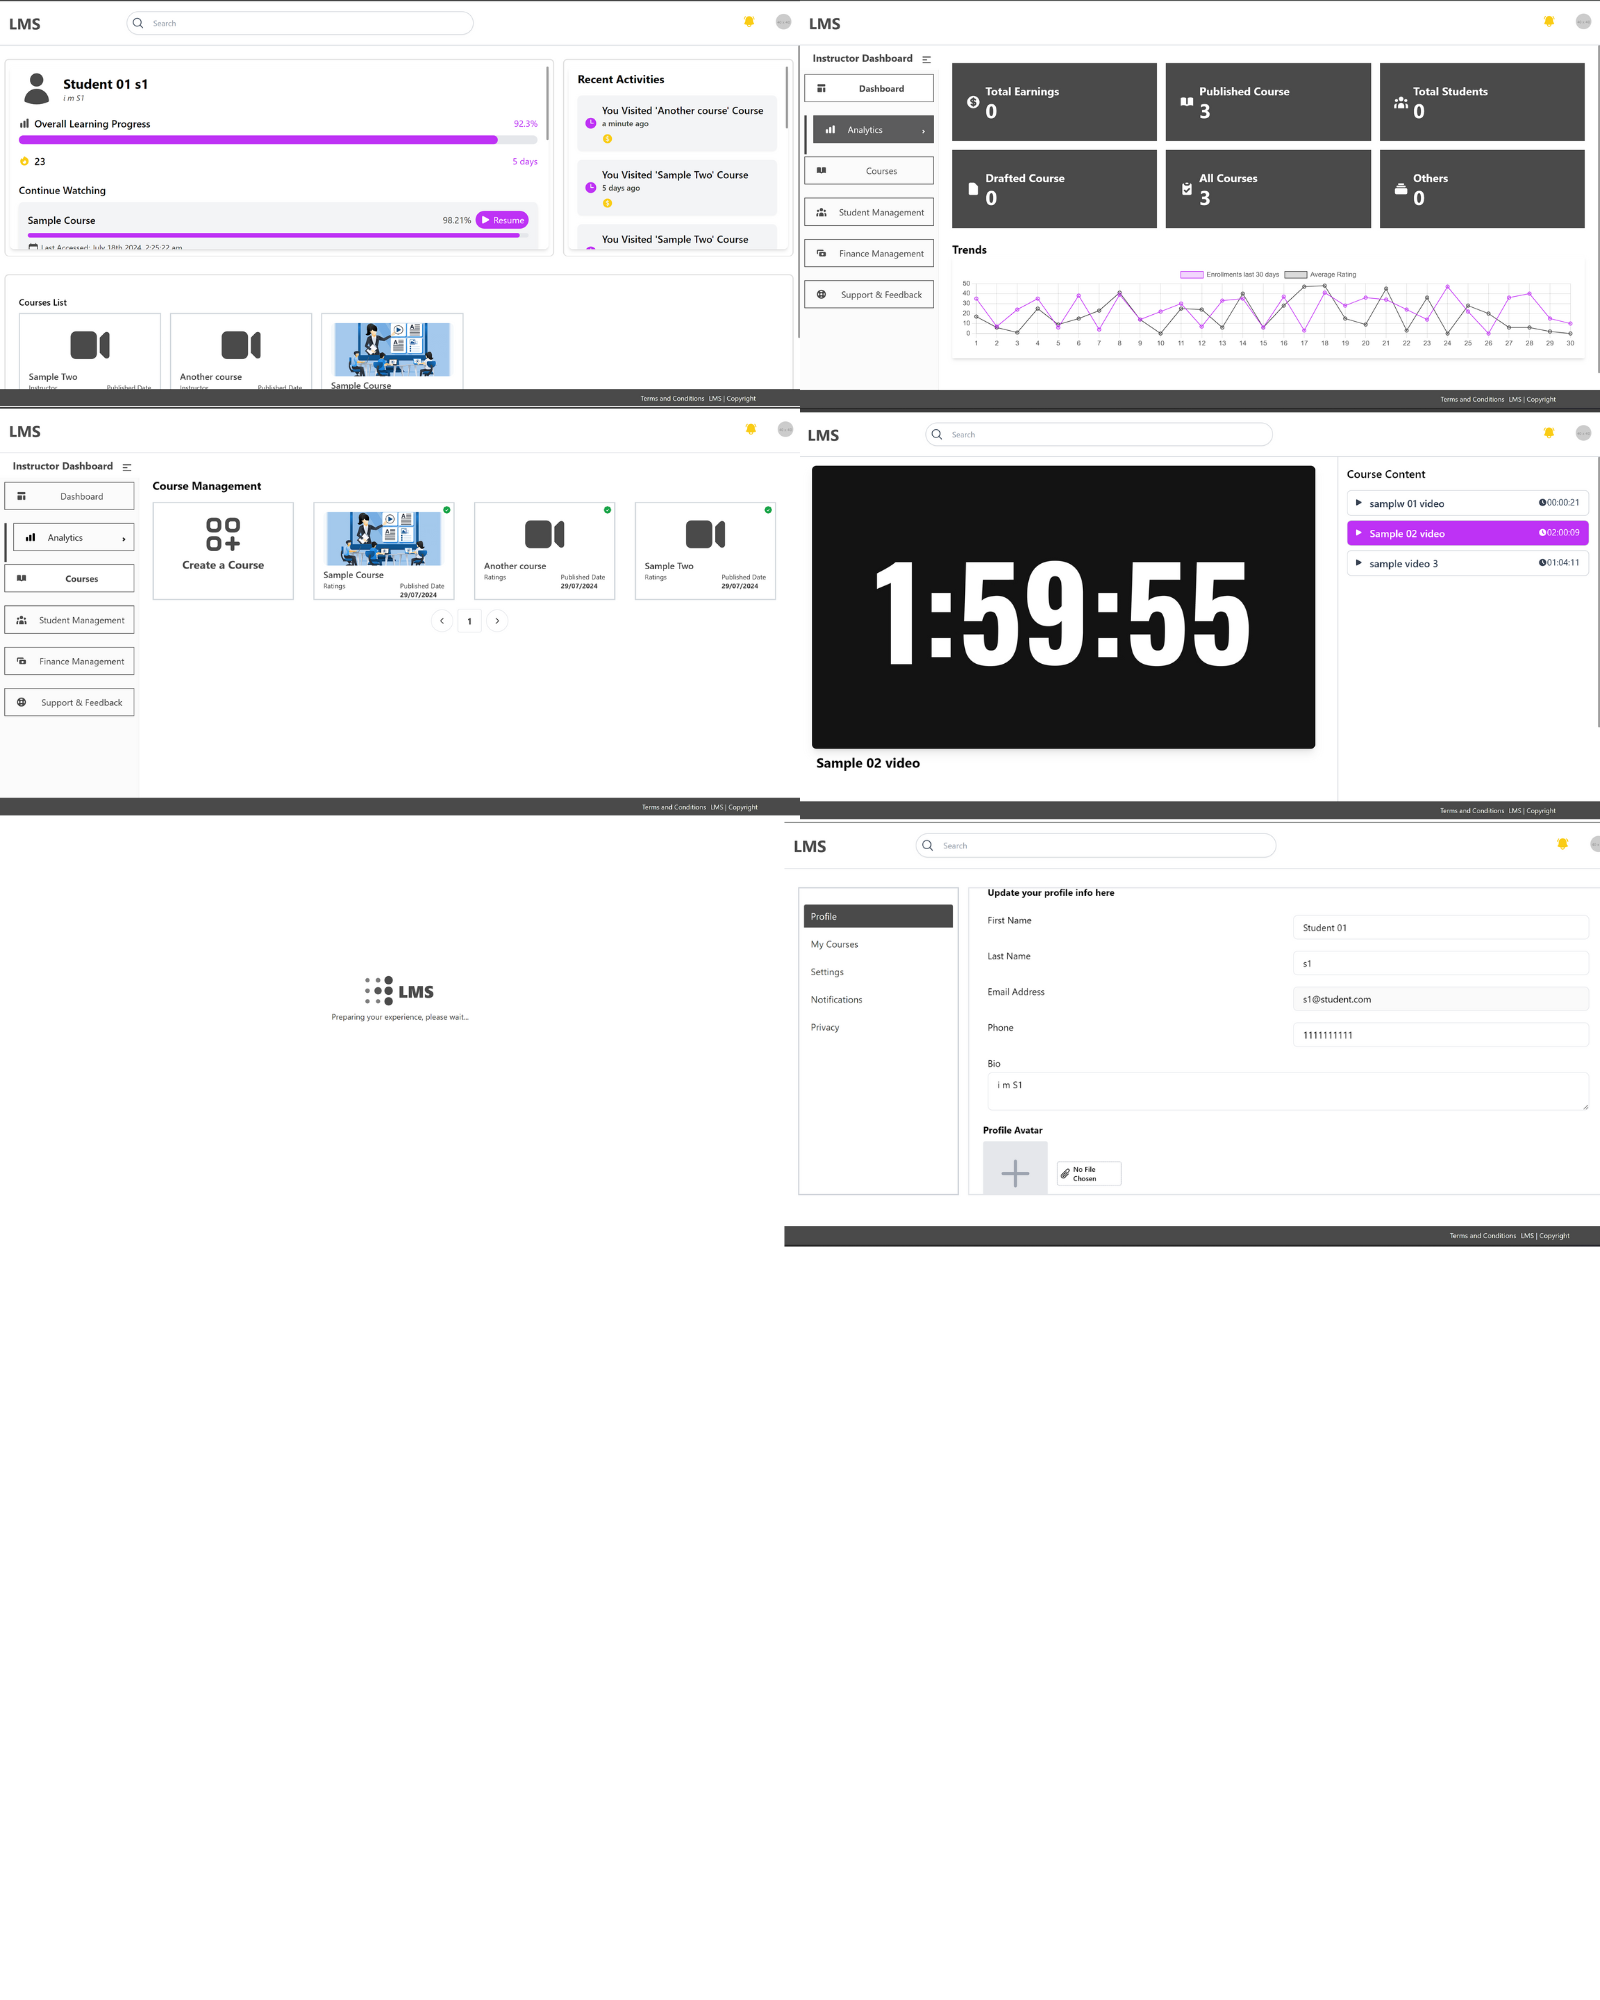 LMS
Search
Student 01 s1
i m S1
Overall Learning Progress
92.3%
23
5 days
Continue Watching
Sample Course
98.21%
Resume
Last Accessed: July 18th 2024, 2:25:22 am
Recent Activities
You Visited 'Another course' Course
a minute ago
You Visited 'Sample Two' Course
5 days ago
You Visited 'Sample Two' Course
Courses List
Sample Two
Instructor
Published Date
Another course
Instructor
Published Date
Sample Course
Terms and Conditions LMS | Copyright
LMS
Instructor Dashboard
Dashboard
Analytics
Courses
Student Management
Finance Management
Support & Feedback
Total Earnings
0
Published Course
3
Total Students
0
Drafted Course
0
All Courses
3
Others
0
Trends
Enrollments last 30 days
Average Rating
50
40
30
20
10
0
1 2 3 4 5 6 7 8 9 10 11 12 13 14 15 16 17 18 19 20 21 22 23 24 25 26 27 28 29 30
Terms and Conditions LMS | Copyright
LMS
Instructor Dashboard
Dashboard
Analytics
Courses
Student Management
Finance Management
Support & Feedback
Course Management
Create a Course
Sample Course
Ratings
Published Date
29/07/2024
Another course
Ratings
Published Date
29/07/2024
Sample Two
Ratings
Published Date
29/07/2024
1
Terms and Conditions LMS | Copyright
LMS
Search
1:59:55
Sample 02 video
Course Content
samplw 01 video
00:00:21
Sample 02 video
02:00:09
sample video 3
01:04:11
Terms and Conditions LMS | Copyright
LMS
Preparing your experience, please wait...
LMS
Search
Profile
My Courses
Settings
Notifications
Privacy
Update your profile info here
First Name
Student 01
Last Name
s1
Email Address
s1@student.com
Phone
1111111111
Bio
i m S1
Profile Avatar
No File
Chosen
Terms and Conditions LMS | Copyright